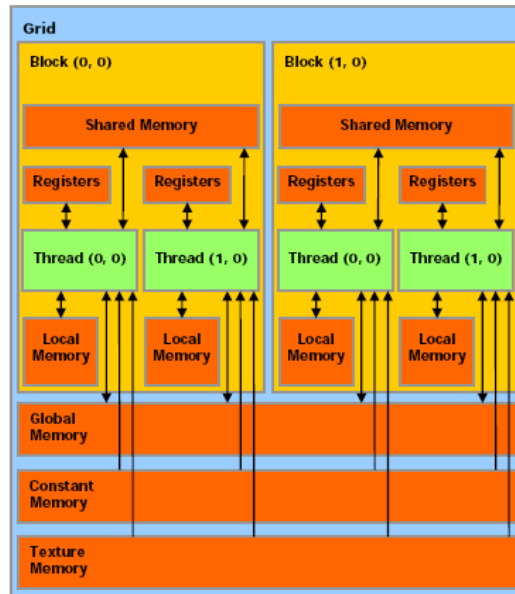 Grid
Block (0, 0)
Block (1, 0)
Shared Memory
Shared Memory
Registers
Registers
Registers
Registers
Thread (0, 0)
Thread (1, 0)
Thread (0, 0)
Thread (1, 0)
Local
Memory
Local
Memory
Local
Memory
Local
Memory
Global
Memory
Constant
Memory
Texture
Memory